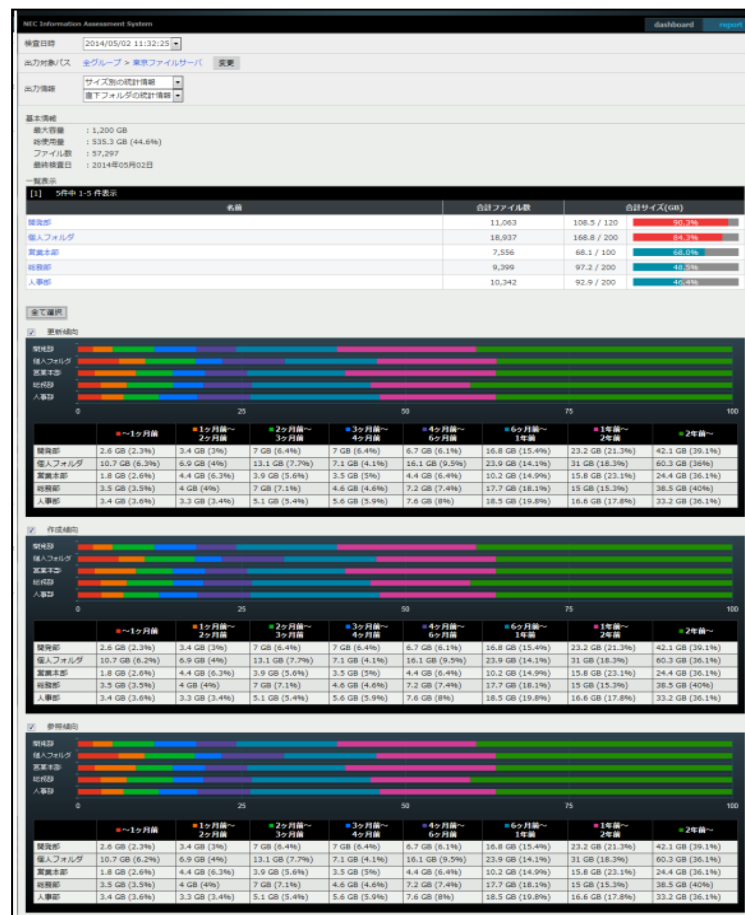 NEC Information Assessment System
dashboard report
検査日時 2014/05/02 11:32:25
出力対象パス 全グループ > 東京ファイルサーバ 変更
出力情報 サイズ別の統計情報
直下フォルダの統計情報
基本情報
最大容量 : 1,200 GB
総使用量 : 535.3 GB (44.6%)
ファイル数 : 57,297
最終検査日 : 2014年05月02日
一覧表示
[1] 5件中 1-5 件表示
名前 合計ファイル数 合計サイズ(GB)
開発部 11,063 108.5 / 120 90.3%
個人フォルダ 18,937 168.8 / 200 84.3%
営業本部 7,556 68.1 / 100 68.0%
総務部 9,399 97.2 / 200 48.5%
人事部 10,342 92.9 / 200 46.4%
全て選択
更新傾向
開発部
個人フォルダ
営業本部
総務部
人事部
0 25 50 75 100
~1ヶ月前 1ヶ月前~2ヶ月前 2ヶ月前~3ヶ月前 3ヶ月前~4ヶ月前 4ヶ月前~6ヶ月前 6ヶ月前~1年前 1年前~2年前 2年前~
開発部 2.6 GB (2.3%) 3.4 GB (3%) 7 GB (6.4%) 7 GB (6.4%) 6.7 GB (6.1%) 16.8 GB (15.4%) 23.2 GB (21.3%) 42.1 GB (39.1%)
個人フォルダ 10.7 GB (6.3%) 6.9 GB (4%) 13.1 GB (7.7%) 7.1 GB (4.1%) 16.1 GB (9.5%) 23.9 GB (14.1%) 31 GB (18.3%) 60.3 GB (36%)
営業本部 1.8 GB (2.6%) 4.4 GB (6.3%) 3.9 GB (5.6%) 3.5 GB (5%) 4.4 GB (6.4%) 10.2 GB (14.9%) 15.8 GB (23.1%) 24.4 GB (36.1%)
総務部 3.5 GB (3.5%) 4 GB (4%) 7 GB (7.1%) 4.6 GB (4.6%) 7.2 GB (7.4%) 17.7 GB (18.1%) 15 GB (15.3%) 38.5 GB (40%)
人事部 3.4 GB (3.6%) 3.3 GB (3.4%) 5.1 GB (5.4%) 5.6 GB (5.9%) 7.6 GB (8%) 18.5 GB (19.8%) 16.6 GB (17.8%) 33.2 GB (36.1%)
作成傾向
開発部
個人フォルダ
営業本部
総務部
人事部
0 25 50 75 100
~1ヶ月前 1ヶ月前~2ヶ月前 2ヶ月前~3ヶ月前 3ヶ月前~4ヶ月前 4ヶ月前~6ヶ月前 6ヶ月前~1年前 1年前~2年前 2年前~
開発部 2.6 GB (2.3%) 3.4 GB (3%) 7 GB (6.4%) 7 GB (6.4%) 6.7 GB (6.1%) 16.8 GB (15.4%) 23.2 GB (21.3%) 42.1 GB (39.1%)
個人フォルダ 10.7 GB (6.2%) 6.9 GB (4%) 13.1 GB (7.7%) 7.1 GB (4.1%) 16.1 GB (9.5%) 23.9 GB (14.1%) 31 GB (18.3%) 60.3 GB (36.1%)
営業本部 1.8 GB (2.6%) 4.4 GB (6.3%) 3.9 GB (5.6%) 3.5 GB (5%) 4.4 GB (6.4%) 10.2 GB (14.9%) 15.8 GB (23.1%) 24.4 GB (36.1%)
総務部 3.5 GB (3.5%) 4 GB (4%) 7 GB (7.1%) 4.6 GB (4.6%) 7.2 GB (7.4%) 17.7 GB (18.1%) 15 GB (15.3%) 38.5 GB (40%)
人事部 3.4 GB (3.6%) 3.3 GB (3.4%) 5.1 GB (5.4%) 5.6 GB (5.9%) 7.6 GB (8%) 18.5 GB (19.8%) 16.6 GB (17.8%) 33.2 GB (36.1%)
参照傾向
開発部
個人フォルダ
営業本部
総務部
人事部
0 25 50 75 100
~1ヶ月前 1ヶ月前~2ヶ月前 2ヶ月前~3ヶ月前 3ヶ月前~4ヶ月前 4ヶ月前~6ヶ月前 6ヶ月前~1年前 1年前~2年前 2年前~
開発部 2.6 GB (2.3%) 3.4 GB (3%) 7 GB (6.4%) 7 GB (6.4%) 6.7 GB (6.1%) 16.8 GB (15.4%) 23.2 GB (21.3%) 42.1 GB (39.1%)
個人フォルダ 10.7 GB (6.2%) 6.9 GB (4%) 13.1 GB (7.7%) 7.1 GB (4.1%) 16.1 GB (9.5%) 23.9 GB (14.1%) 31 GB (18.3%) 60.3 GB (36.1%)
営業本部 1.8 GB (2.6%) 4.4 GB (6.3%) 3.9 GB (5.6%) 3.5 GB (5%) 4.4 GB (6.4%) 10.2 GB (14.9%) 15.8 GB (23.1%) 24.4 GB (36.1%)
総務部 3.5 GB (3.5%) 4 GB (4%) 7 GB (7.1%) 4.6 GB (4.6%) 7.2 GB (7.4%) 17.7 GB (18.1%) 15 GB (15.3%) 38.5 GB (40%)
人事部 3.4 GB (3.6%) 3.3 GB (3.4%) 5.1 GB (5.4%) 5.6 GB (5.9%) 7.6 GB (8%) 18.5 GB (19.8%) 16.6 GB (17.8%) 33.2 GB (36.1%)